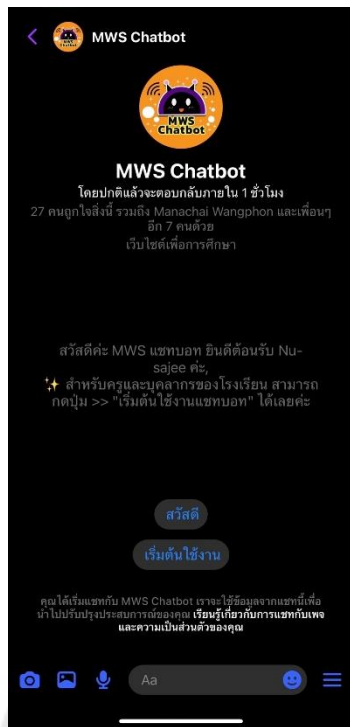 MWS Chatbot
MWS
Chatbot
MWS Chatbot
โดยปกติแล้วจะตอบกลับภายใน 1 ชั่วโมง
27 คนถูกใจสิ่งนี้ รวมถึง Manachai Wangphon และเพื่อนๆ
อีก 7 คนด้วย
เว็บไซต์เพื่อการศึกษา
สวัสดีค่ะ MWS แชทบอท ยินดีต้อนรับ Nu-
sajee ค่ะ,
✨ สำหรับครูและบุคลากรของโรงเรียน สามารถ
กดปุ่ม >> "เริ่มต้นใช้งานแชทบอท" ได้เลยค่ะ
สวัสดี
เริ่มต้นใช้งาน
คุณได้เริ่มแชทกับ MWS Chatbot เราจะใช้ข้อมูลจากแชทนี้เพื่อ
นำไปปรับปรุงประสบการณ์ของคุณ เรียนรู้เกี่ยวกับการแชทกับเพจ
และความเป็นส่วนตัวของคุณ
Aa